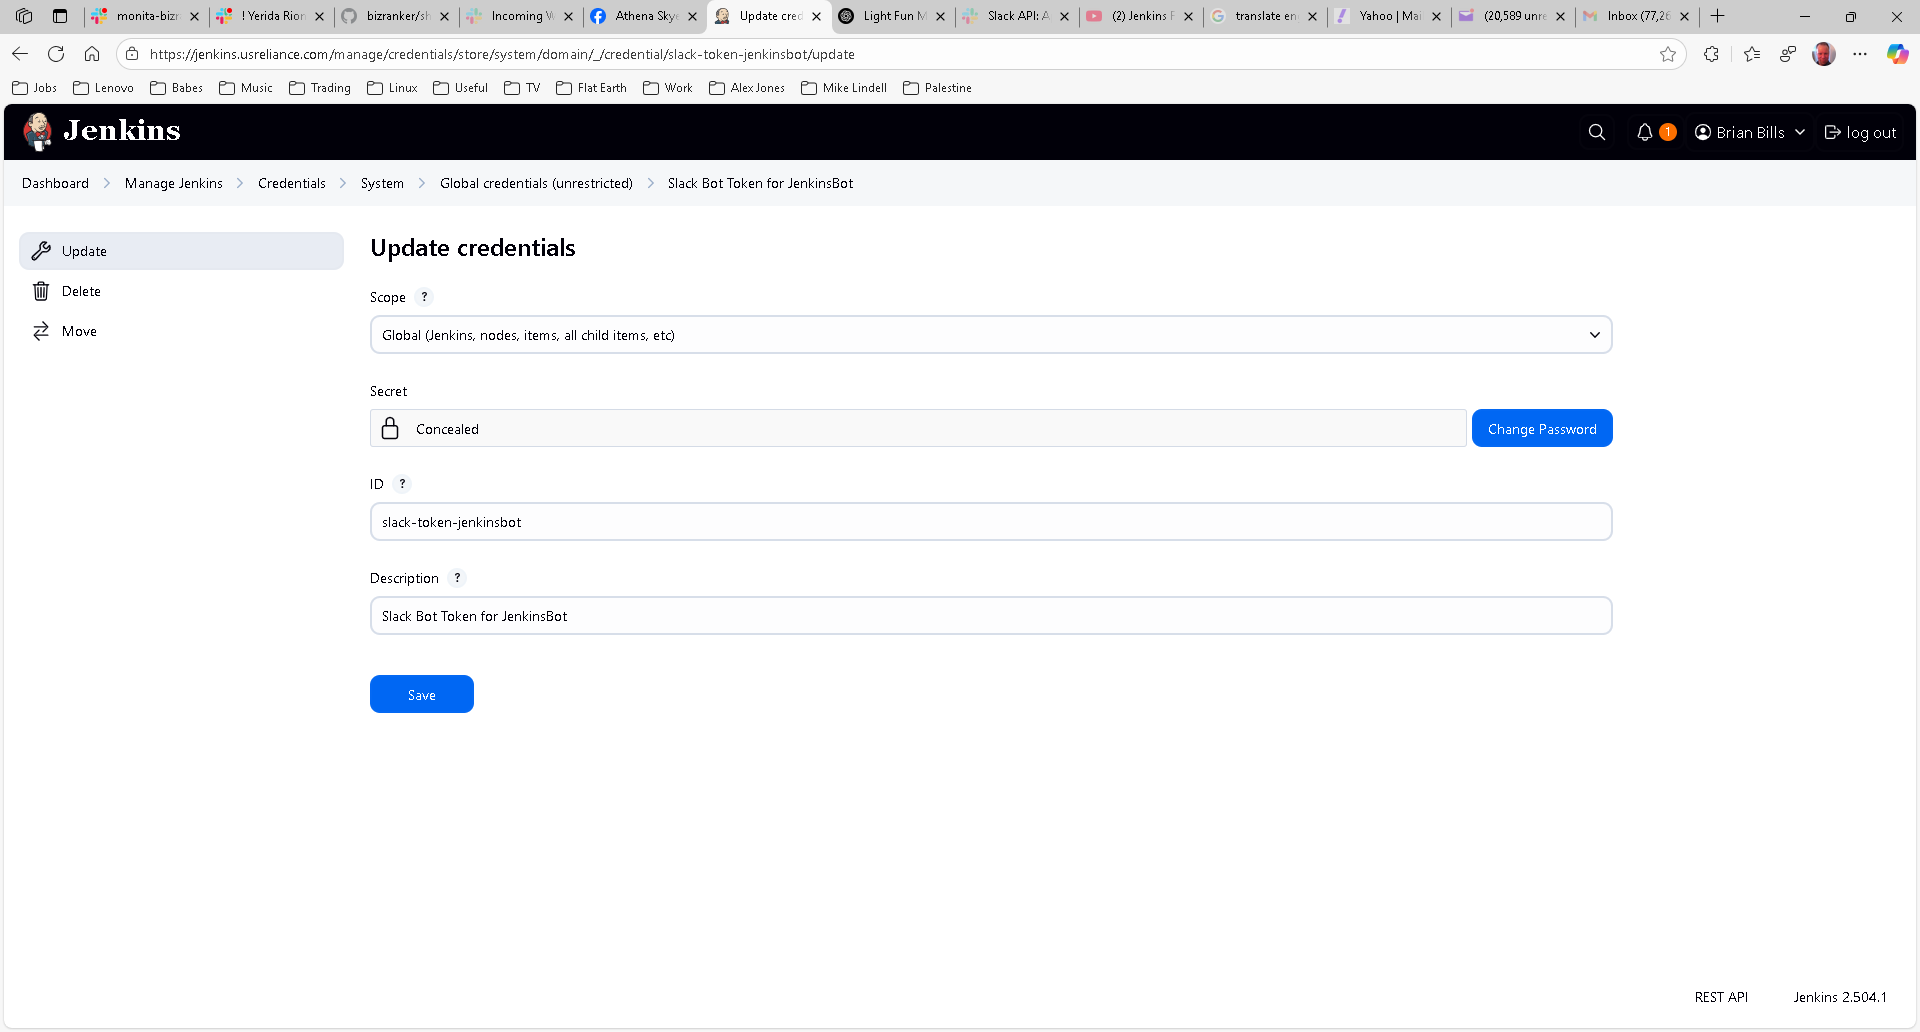 monita-biz
! Yerida Rion
bizranker/sh
Incoming W
Athena Skye
Update cred
Light Fun M
Slack API: A
(2) Jenkins F
translate en
Yahoo | Mai
(20,589 unre
Inbox (77,26
https://jenkins.usreliance.com/manage/credentials/store/system/domain/_/credential/slack-token-jenkinsbot/update
Jobs Lenovo Babes Music Trading Linux Useful TV Flat Earth Work Alex Jones Mike Lindell Palestine
Jenkins
1 Brian Bills log out
Dashboard Manage Jenkins Credentials System Global credentials (unrestricted) Slack Bot Token for JenkinsBot
Update
Delete
Move
Update credentials
Scope ?
Global (Jenkins, nodes, items, all child items, etc)
Secret
Concealed
Change Password
ID ?
slack-token-jenkinsbot
Description ?
Slack Bot Token for JenkinsBot
Save
REST API Jenkins 2.504.1